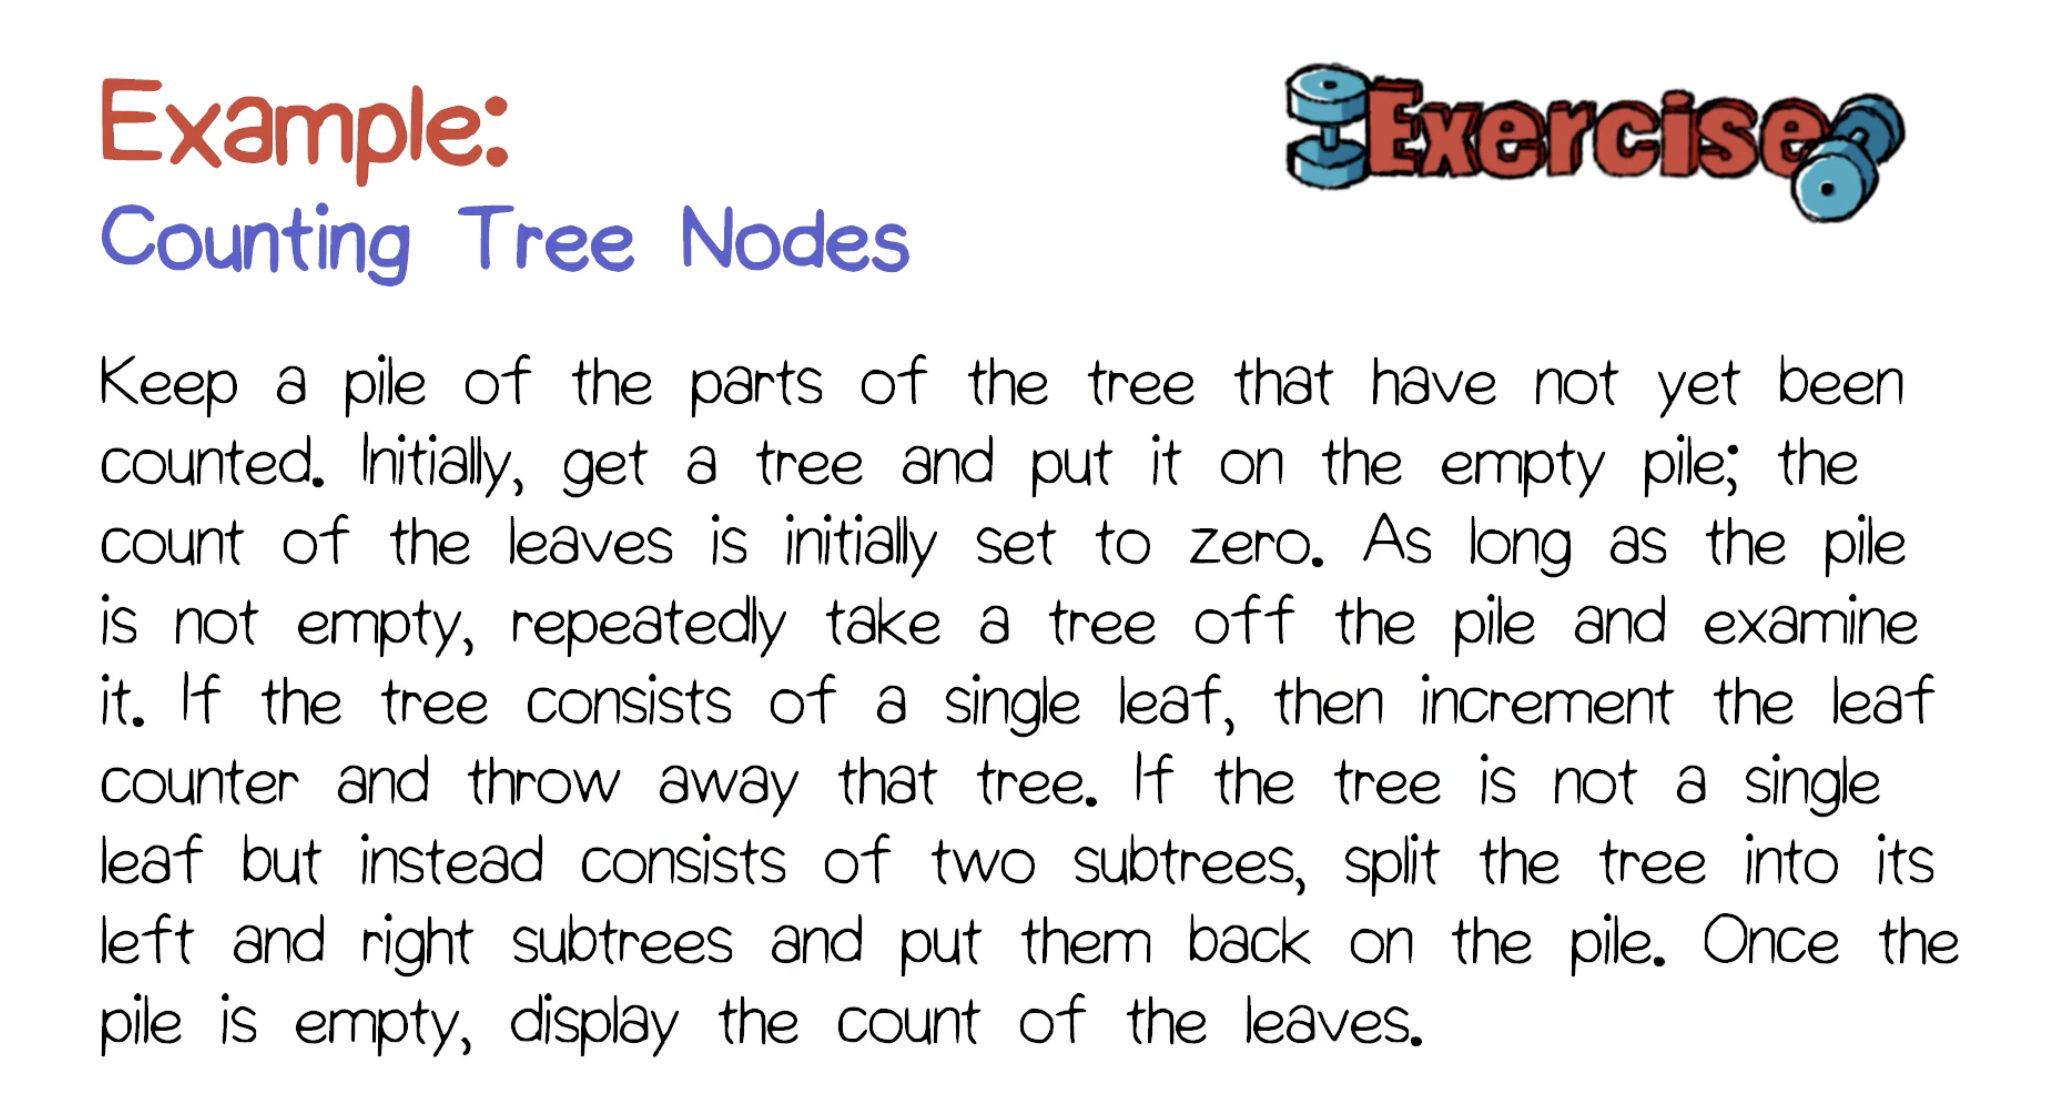 Example:
Exercise
Counting Tree Nodes
Keep a pile of the parts of the tree that have not yet been
counted. Initially, get a tree and put it on the empty pile; the
count of the leaves is initially set to zero. As long as the pile
is not empty, repeatedly take a tree off the pile and examine
it. If the tree consists of a single leaf, then increment the leaf
counter and throw away that tree. If the tree is not a single
leaf but instead consists of two subtrees, split the tree into its
left and right subtrees and put them back on the pile. Once the
pile is empty, display the count of the leaves.